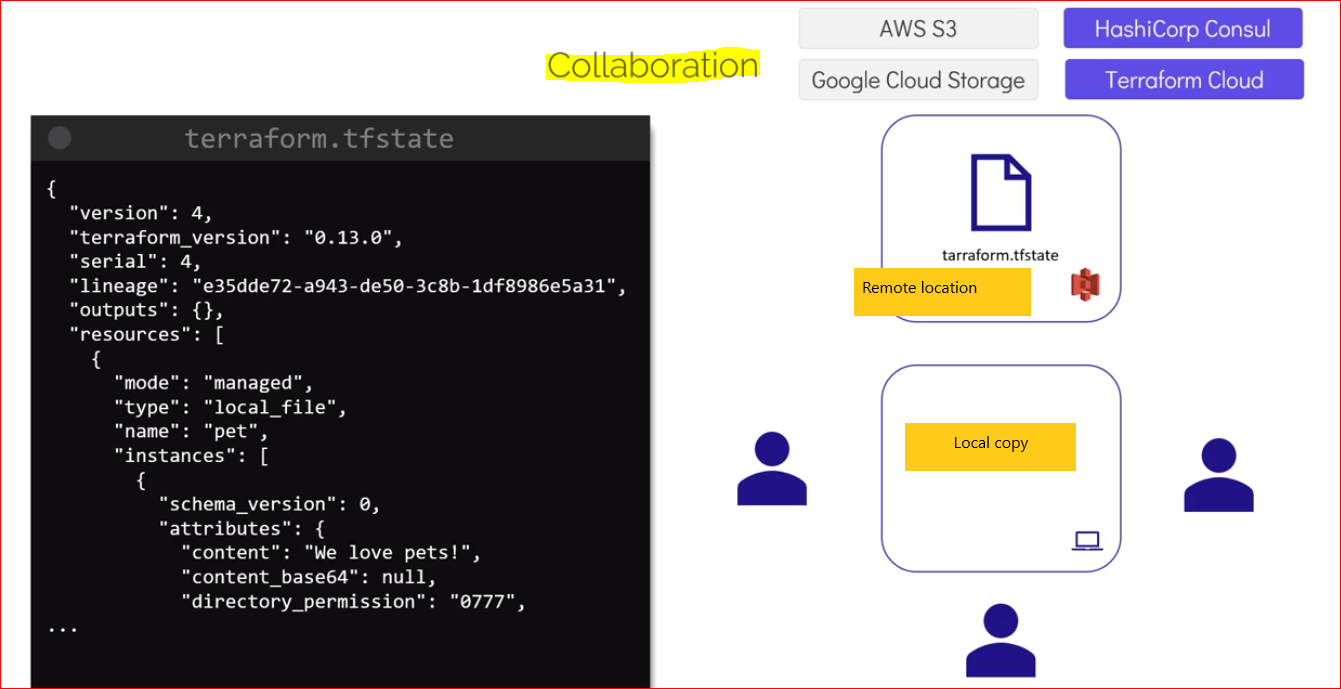 AWS S3
HashiCorp Consul
Collaboration
Google Cloud Storage
Terraform Cloud
terraform.tfstate
{
"version": 4,
"terraform_version": "0.13.0",
"serial": 4,
"lineage": "e35dde72-a943-de50-3c8b-1df8986e5a31",
"outputs": {},
"resources": [
{
"mode": "managed",
"type": "local_file",
"name": "pet",
"instances": [
{
"schema_version": 0,
"attributes": {
"content": "We love pets!",
"content_base64": null,
"directory_permission": "0777",
...
tarraform.tfstate
Remote location
Local copy